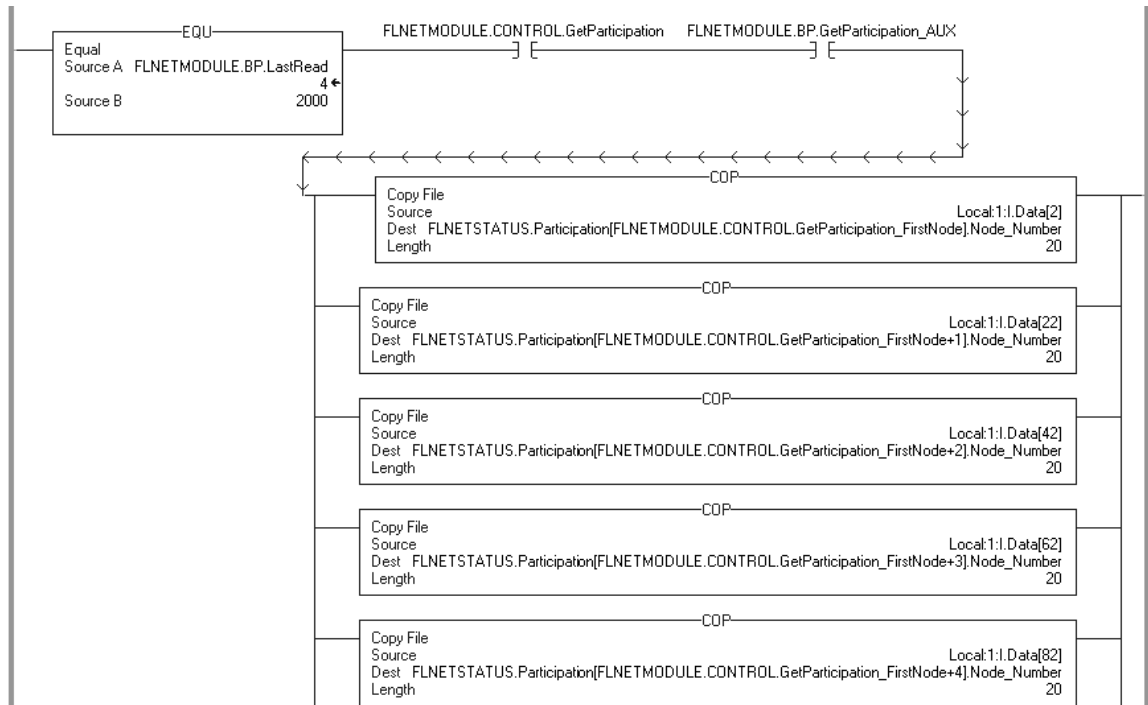 EQU
Equal
Source A FLNETMODULE.BP.LastRead
4
Source B 2000
FLNETMODULE.CONTROL.GetParticipation
FLNETMODULE.BP.GetParticipation_AUX
COP
Copy File
Source Local:1:I.Data[2]
Dest FLNETSTATUS.Participation[FLNETMODULE.CONTROL.GetParticipation_FirstNode].Node_Number
Length 20
COP
Copy File
Source Local:1:I.Data[22]
Dest FLNETSTATUS.Participation[FLNETMODULE.CONTROL.GetParticipation_FirstNode+1].Node_Number
Length 20
COP
Copy File
Source Local:1:I.Data[42]
Dest FLNETSTATUS.Participation[FLNETMODULE.CONTROL.GetParticipation_FirstNode+2].Node_Number
Length 20
COP
Copy File
Source Local:1:I.Data[62]
Dest FLNETSTATUS.Participation[FLNETMODULE.CONTROL.GetParticipation_FirstNode+3].Node_Number
Length 20
COP
Copy File
Source Local:1:I.Data[82]
Dest FLNETSTATUS.Participation[FLNETMODULE.CONTROL.GetParticipation_FirstNode+4].Node_Number
Length 20